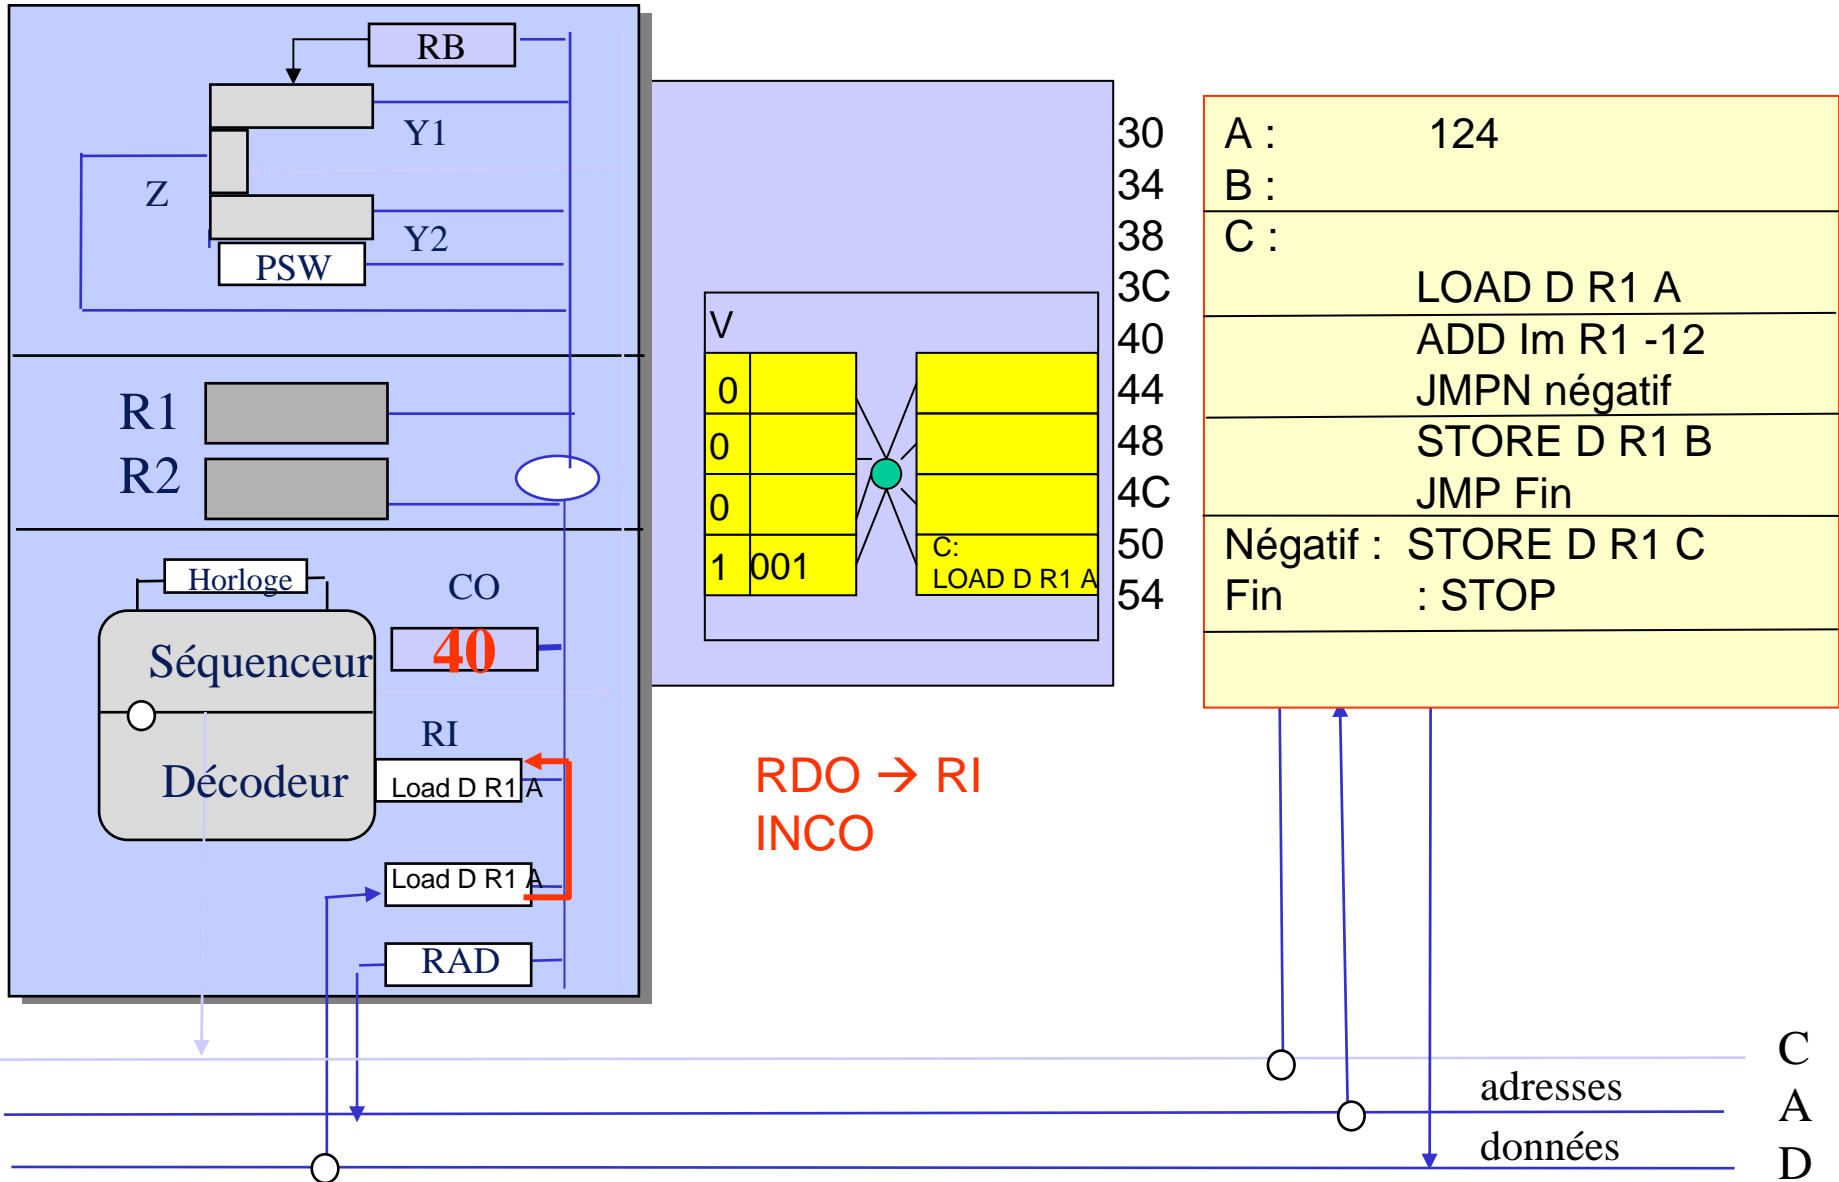 RB
Y1
Z
Y2
PSW
R1
R2
Horloge
CO
Séquenceur
40
RI
Décodeur
Load D R1 A
Load D R1 A
RAD
V
0
0
0
1 001
C:
LOAD D R1 A
RDO → RI
INCO
30
34
38
3C
40
44
48
4C
50
54
A : 124
B :
C :
LOAD D R1 A
ADD Im R1 -12
JMPN négatif
STORE D R1 B
JMP Fin
Négatif : STORE D R1 C
Fin : STOP
C
adresses
A
données
D